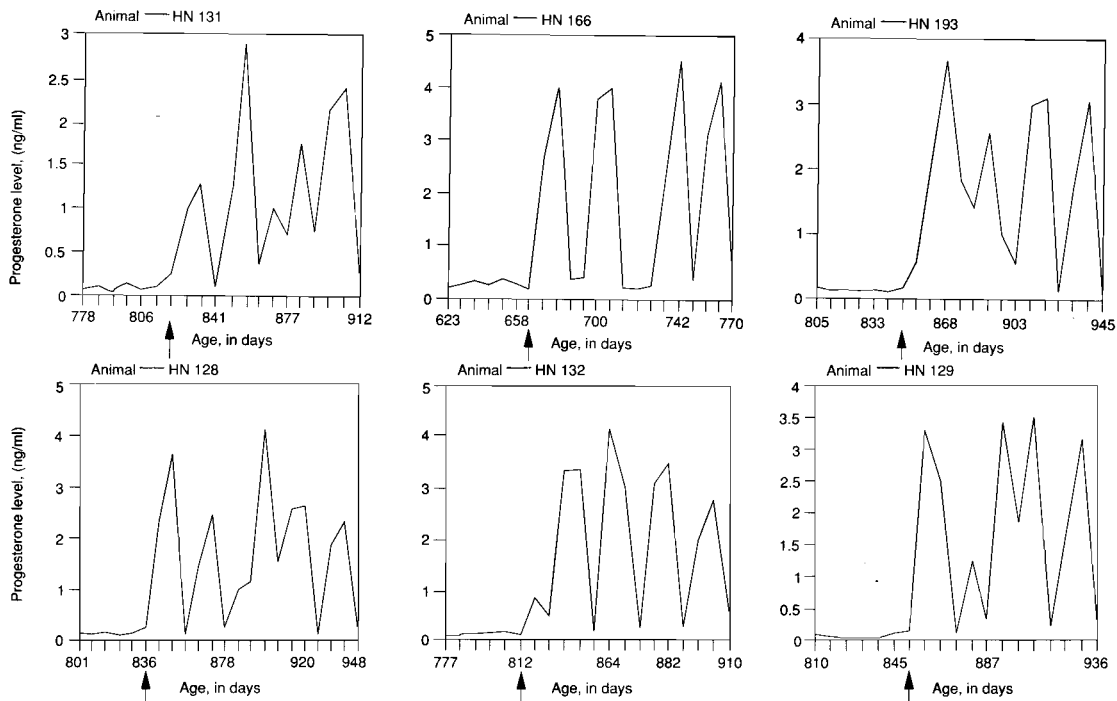 Animal — HN 131
3
2.5
2
1.5
1
0.5
0
778 806 841 877 912
Age, in days
Progesterone level, (ng/ml)
Animal — HN 166
5
4
3
2
1
0
623 658 700 742 770
Age, in days
Animal — HN 193
4
3
2
1
0
805 833 868 903 945
Age, in days
Animal — HN 128
5
4
3
2
1
0
801 836 878 920 948
Age, in days
Progesterone level, (ng/ml)
Animal — HN 132
5
4
3
2
1
0
777 812 864 882 910
Age, in days
Animal — HN 129
4
3.5
3
2.5
2
1.5
1
0.5
0
810 845 887 936
Age, in days